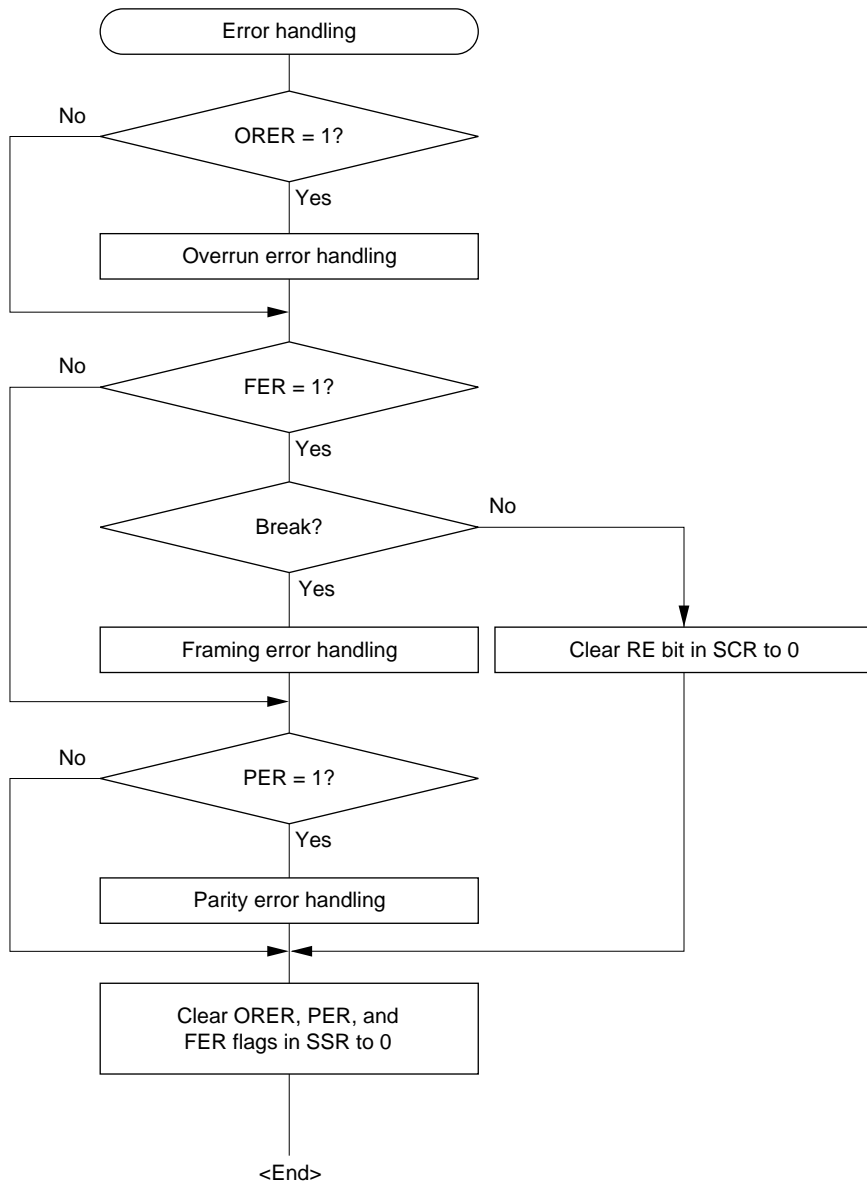 Error handling
No
ORER = 1?
Yes
Overrun error handling
No
FER = 1?
Yes
No
Break?
Yes
Framing error handling
Clear RE bit in SCR to 0
No
PER = 1?
Yes
Parity error handling
Clear ORER, PER, and
FER flags in SSR to 0
<End>